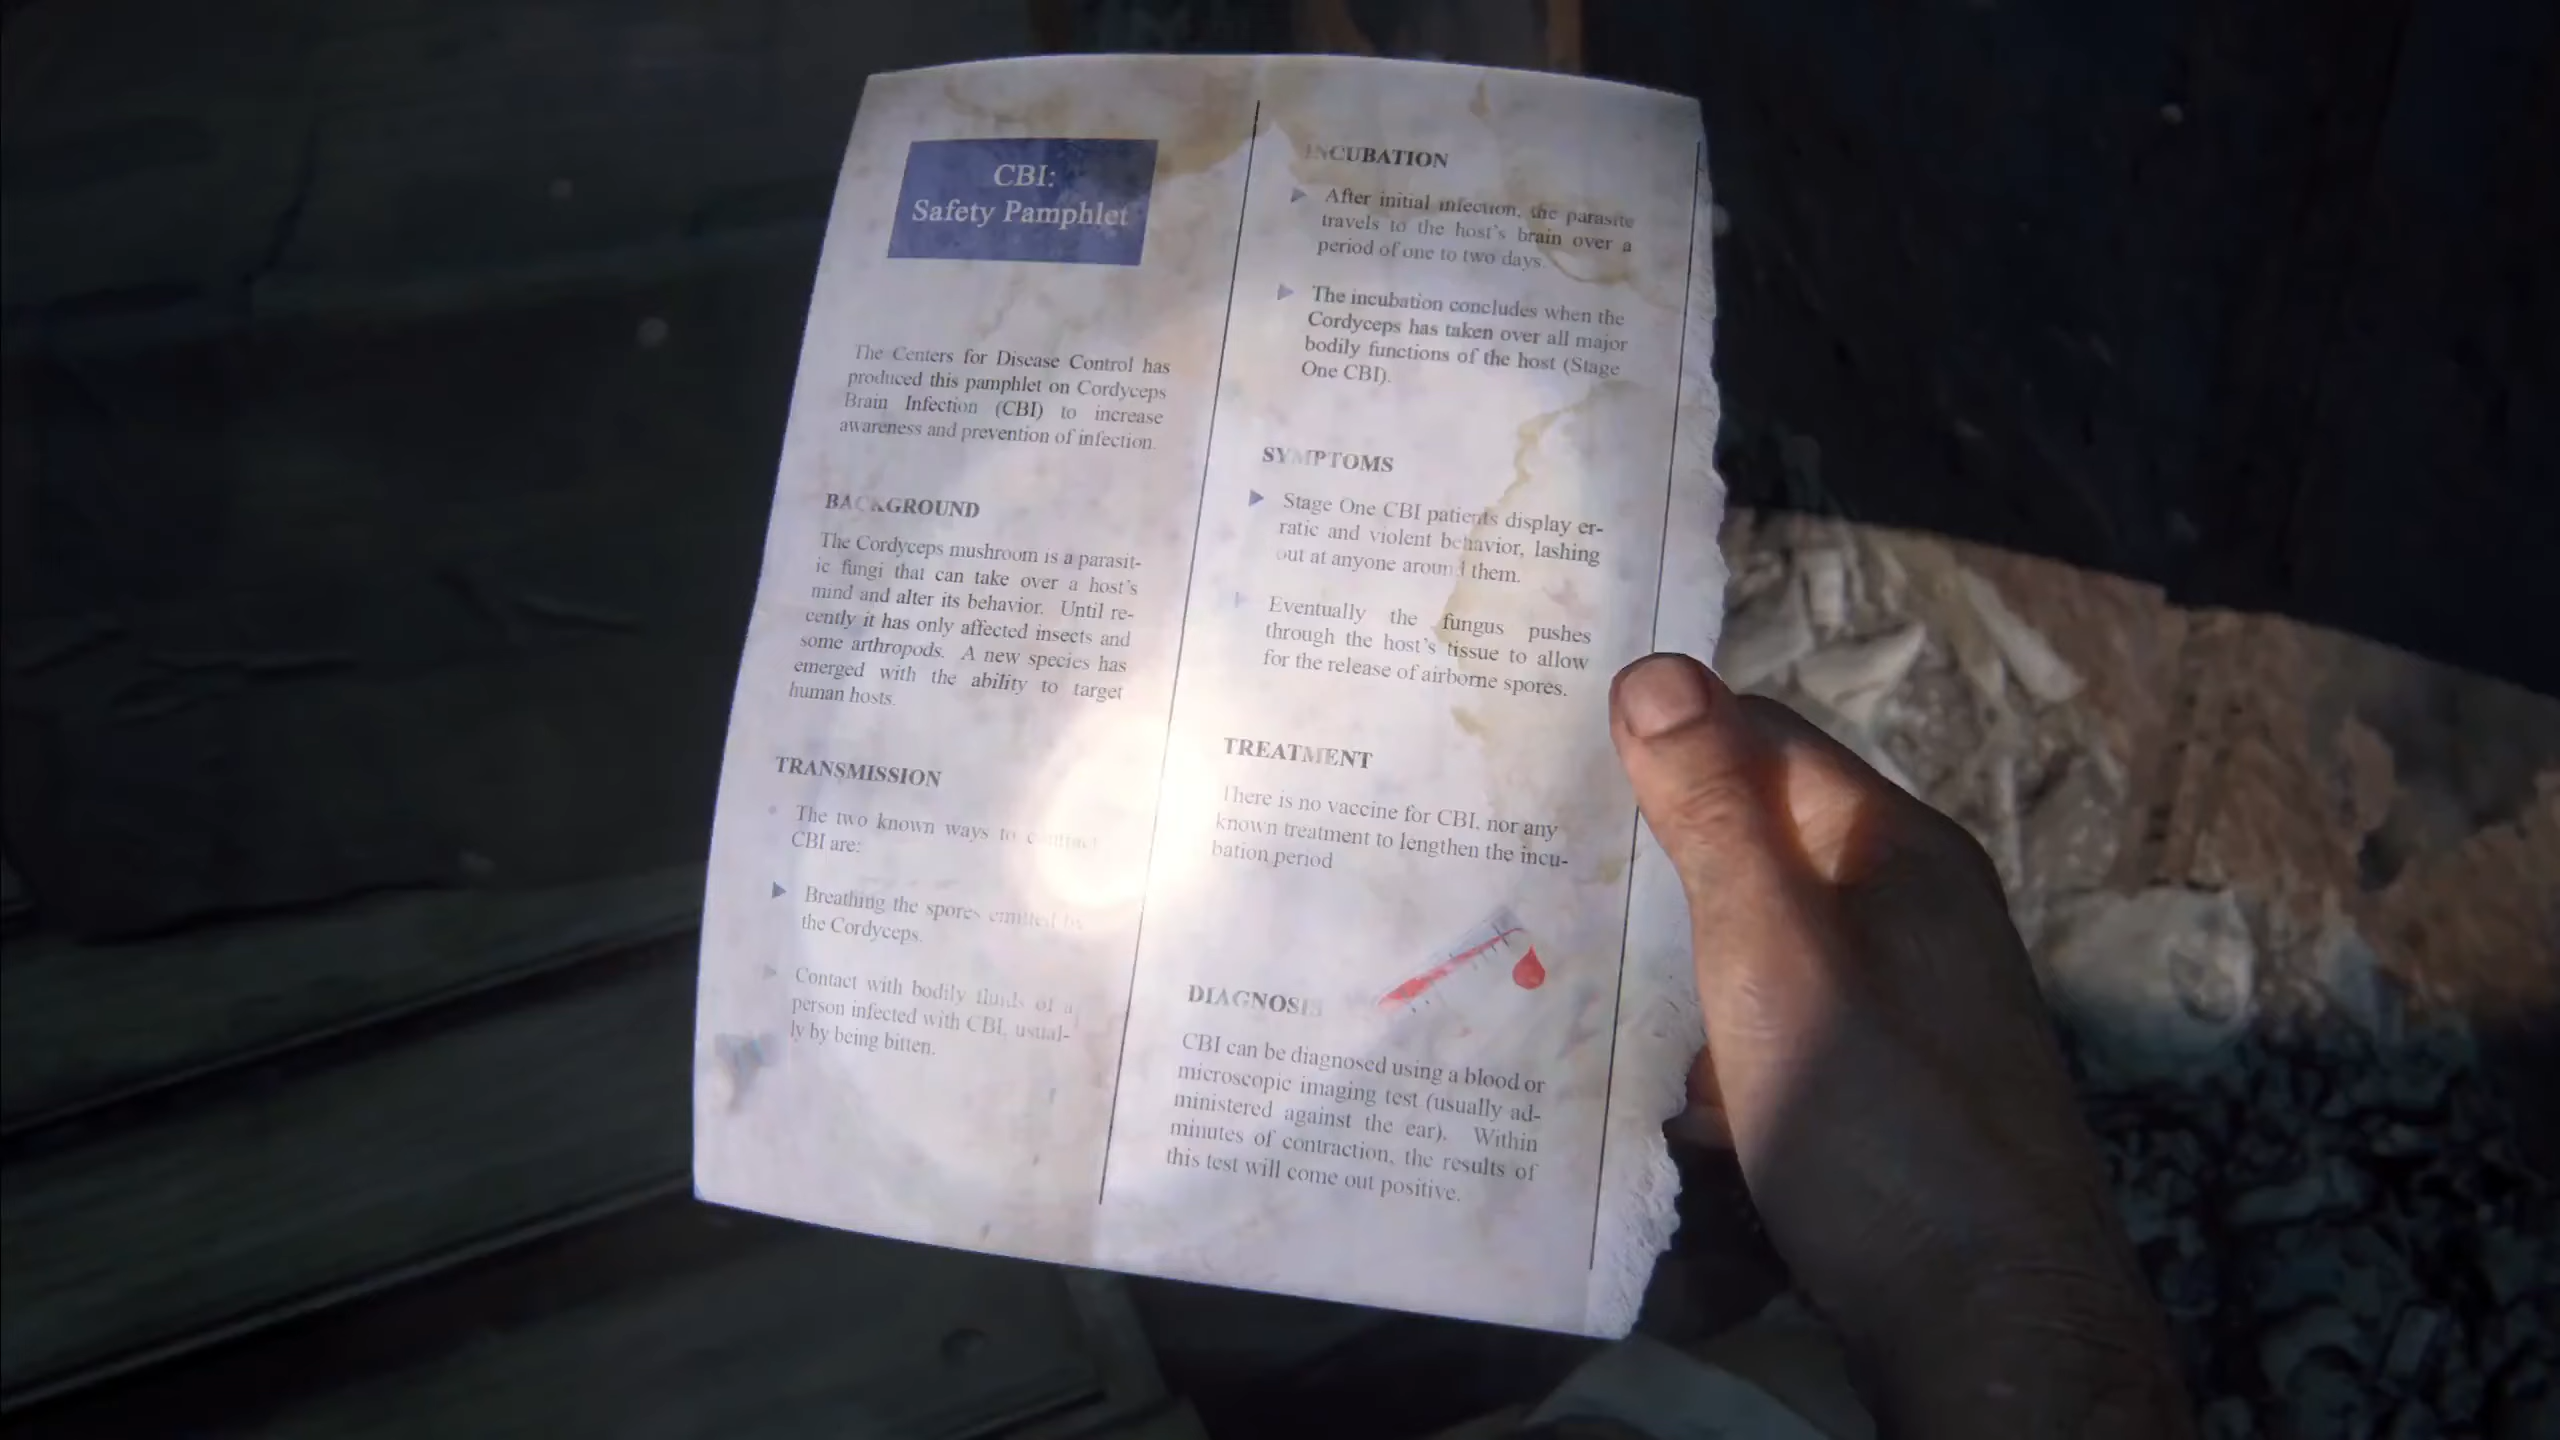 CBI:
Safety Pamphlet
The Centers for Disease Control has
produced this pamphlet on Cordyceps
Brain Infection (CBI) to increase
awareness and prevention of infection.
BACKGROUND
The Cordyceps mushroom is a parasit-
ic fungi that can take over a host's
mind and alter its behavior. Until re-
cently it has only affected insects and
some arthropods. A new species has
emerged with the ability to target
human hosts.
TRANSMISSION
The two known ways to contract
CBI are:
Breathing the spores emitted by
the Cordyceps.
Contact with bodily fluids of a
person infected with CBI, usual-
ly by being bitten.
INCUBATION
After initial infection, the parasite
travels to the host's brain over a
period of one to two days.
The incubation concludes when the
Cordyceps has taken over all major
bodily functions of the host (Stage
One CBI).
SYMPTOMS
Stage One CBI patients display er-
ratic and violent behavior, lashing
out at anyone around them.
Eventually the fungus pushes
through the host's tissue to allow
for the release of airborne spores.
TREATMENT
There is no vaccine for CBI, nor any
known treatment to lengthen the incu-
bation period
DIAGNOSIS
CBI can be diagnosed using a blood or
microscopic imaging test (usually ad-
ministered against the ear). Within
minutes of contraction, the results of
this test will come out positive.